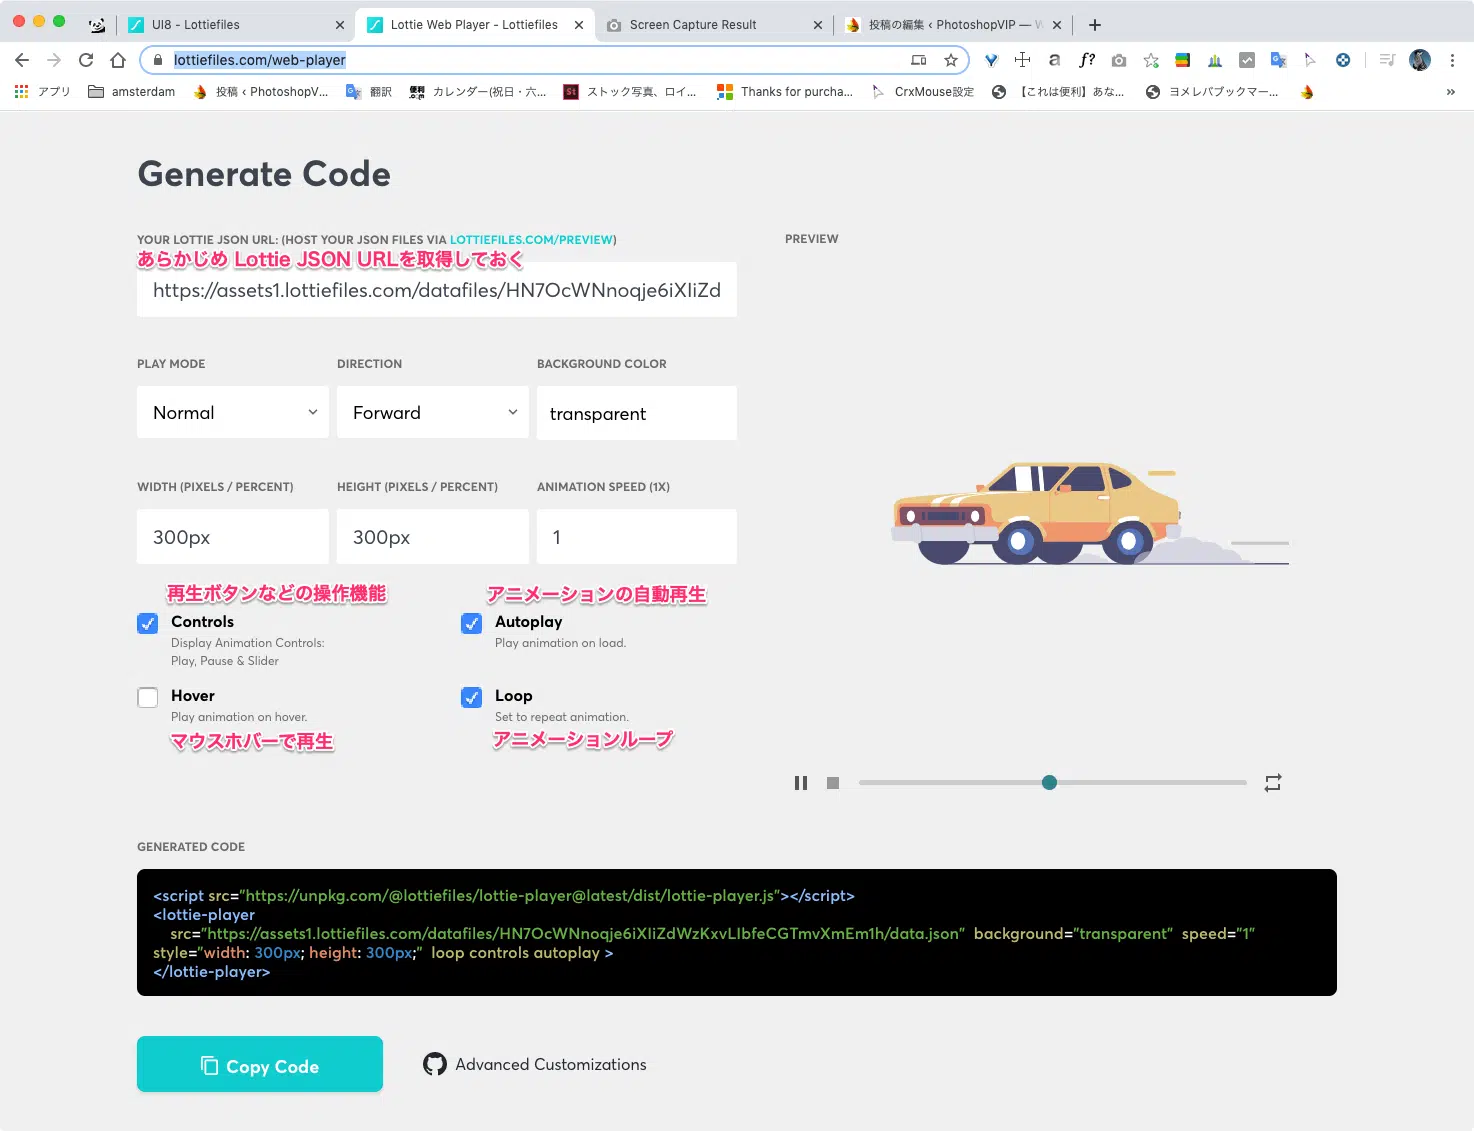 UI8 - Lottiefiles
Lottie Web Player - Lottiefiles
Screen Capture Result
投稿の編集 ‹ PhotoshopVIP — W
lottiefiles.com/web-player
アプリ
amsterdam
投稿 ‹ PhotoshopV...
翻訳
カレンダー(祝日・六...
ストック写真、ロイ...
Thanks for purcha...
CrxMouse設定
【これは便利】あな...
ヨメレバブックマー...
»
Generate Code
YOUR LOTTIE JSON URL: (HOST YOUR JSON FILES VIA LOTTIEFILES.COM/PREVIEW)
PREVIEW
あらかじめ Lottie JSON URLを取得しておく
https://assets1.lottiefiles.com/datafiles/HN7OcWNnoqje6iXIiZd
PLAY MODE
DIRECTION
BACKGROUND COLOR
Normal
Forward
transparent
WIDTH (PIXELS / PERCENT)
HEIGHT (PIXELS / PERCENT)
ANIMATION SPEED (1X)
300px
300px
1
再生ボタンなどの操作機能
アニメーションの自動再生
Controls
Autoplay
Display Animation Controls:
Play animation on load.
Play, Pause & Slider
Hover
Loop
Play animation on hover.
Set to repeat animation.
マウスホバーで再生
アニメーションループ
GENERATED CODE
<script src="https://unpkg.com/@lottiefiles/lottie-player@latest/dist/lottie-player.js"></script>
<lottie-player
src="https://assets1.lottiefiles.com/datafiles/HN7OcWNnoqje6iXIiZdWzKxvLIbfeCGTmvXmEm1h/data.json" background="transparent" speed="1"
style="width: 300px; height: 300px;" loop controls autoplay >
</lottie-player>
Copy Code
Advanced Customizations